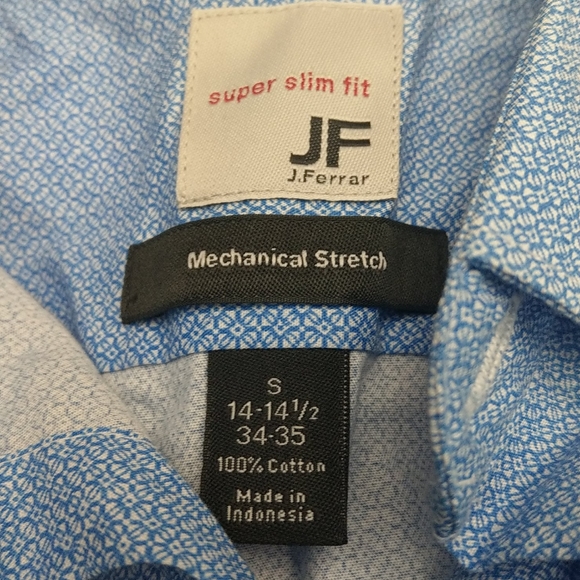 super slim fit
JF
J.Ferrar
Mechanical Stretch
S
14-14½
34-35
100% Cotton
Made in
Indonesia